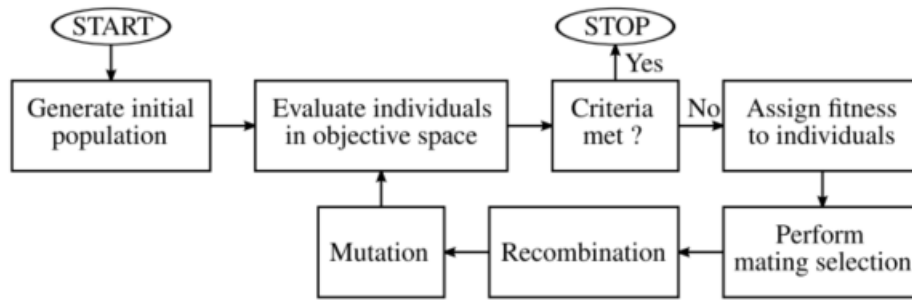 START
STOP
Yes
Generate initial
population
Evaluate individuals
in objective space
Criteria
met ?
No
Assign fitness
to individuals
Mutation
Recombination
Perform
mating selection